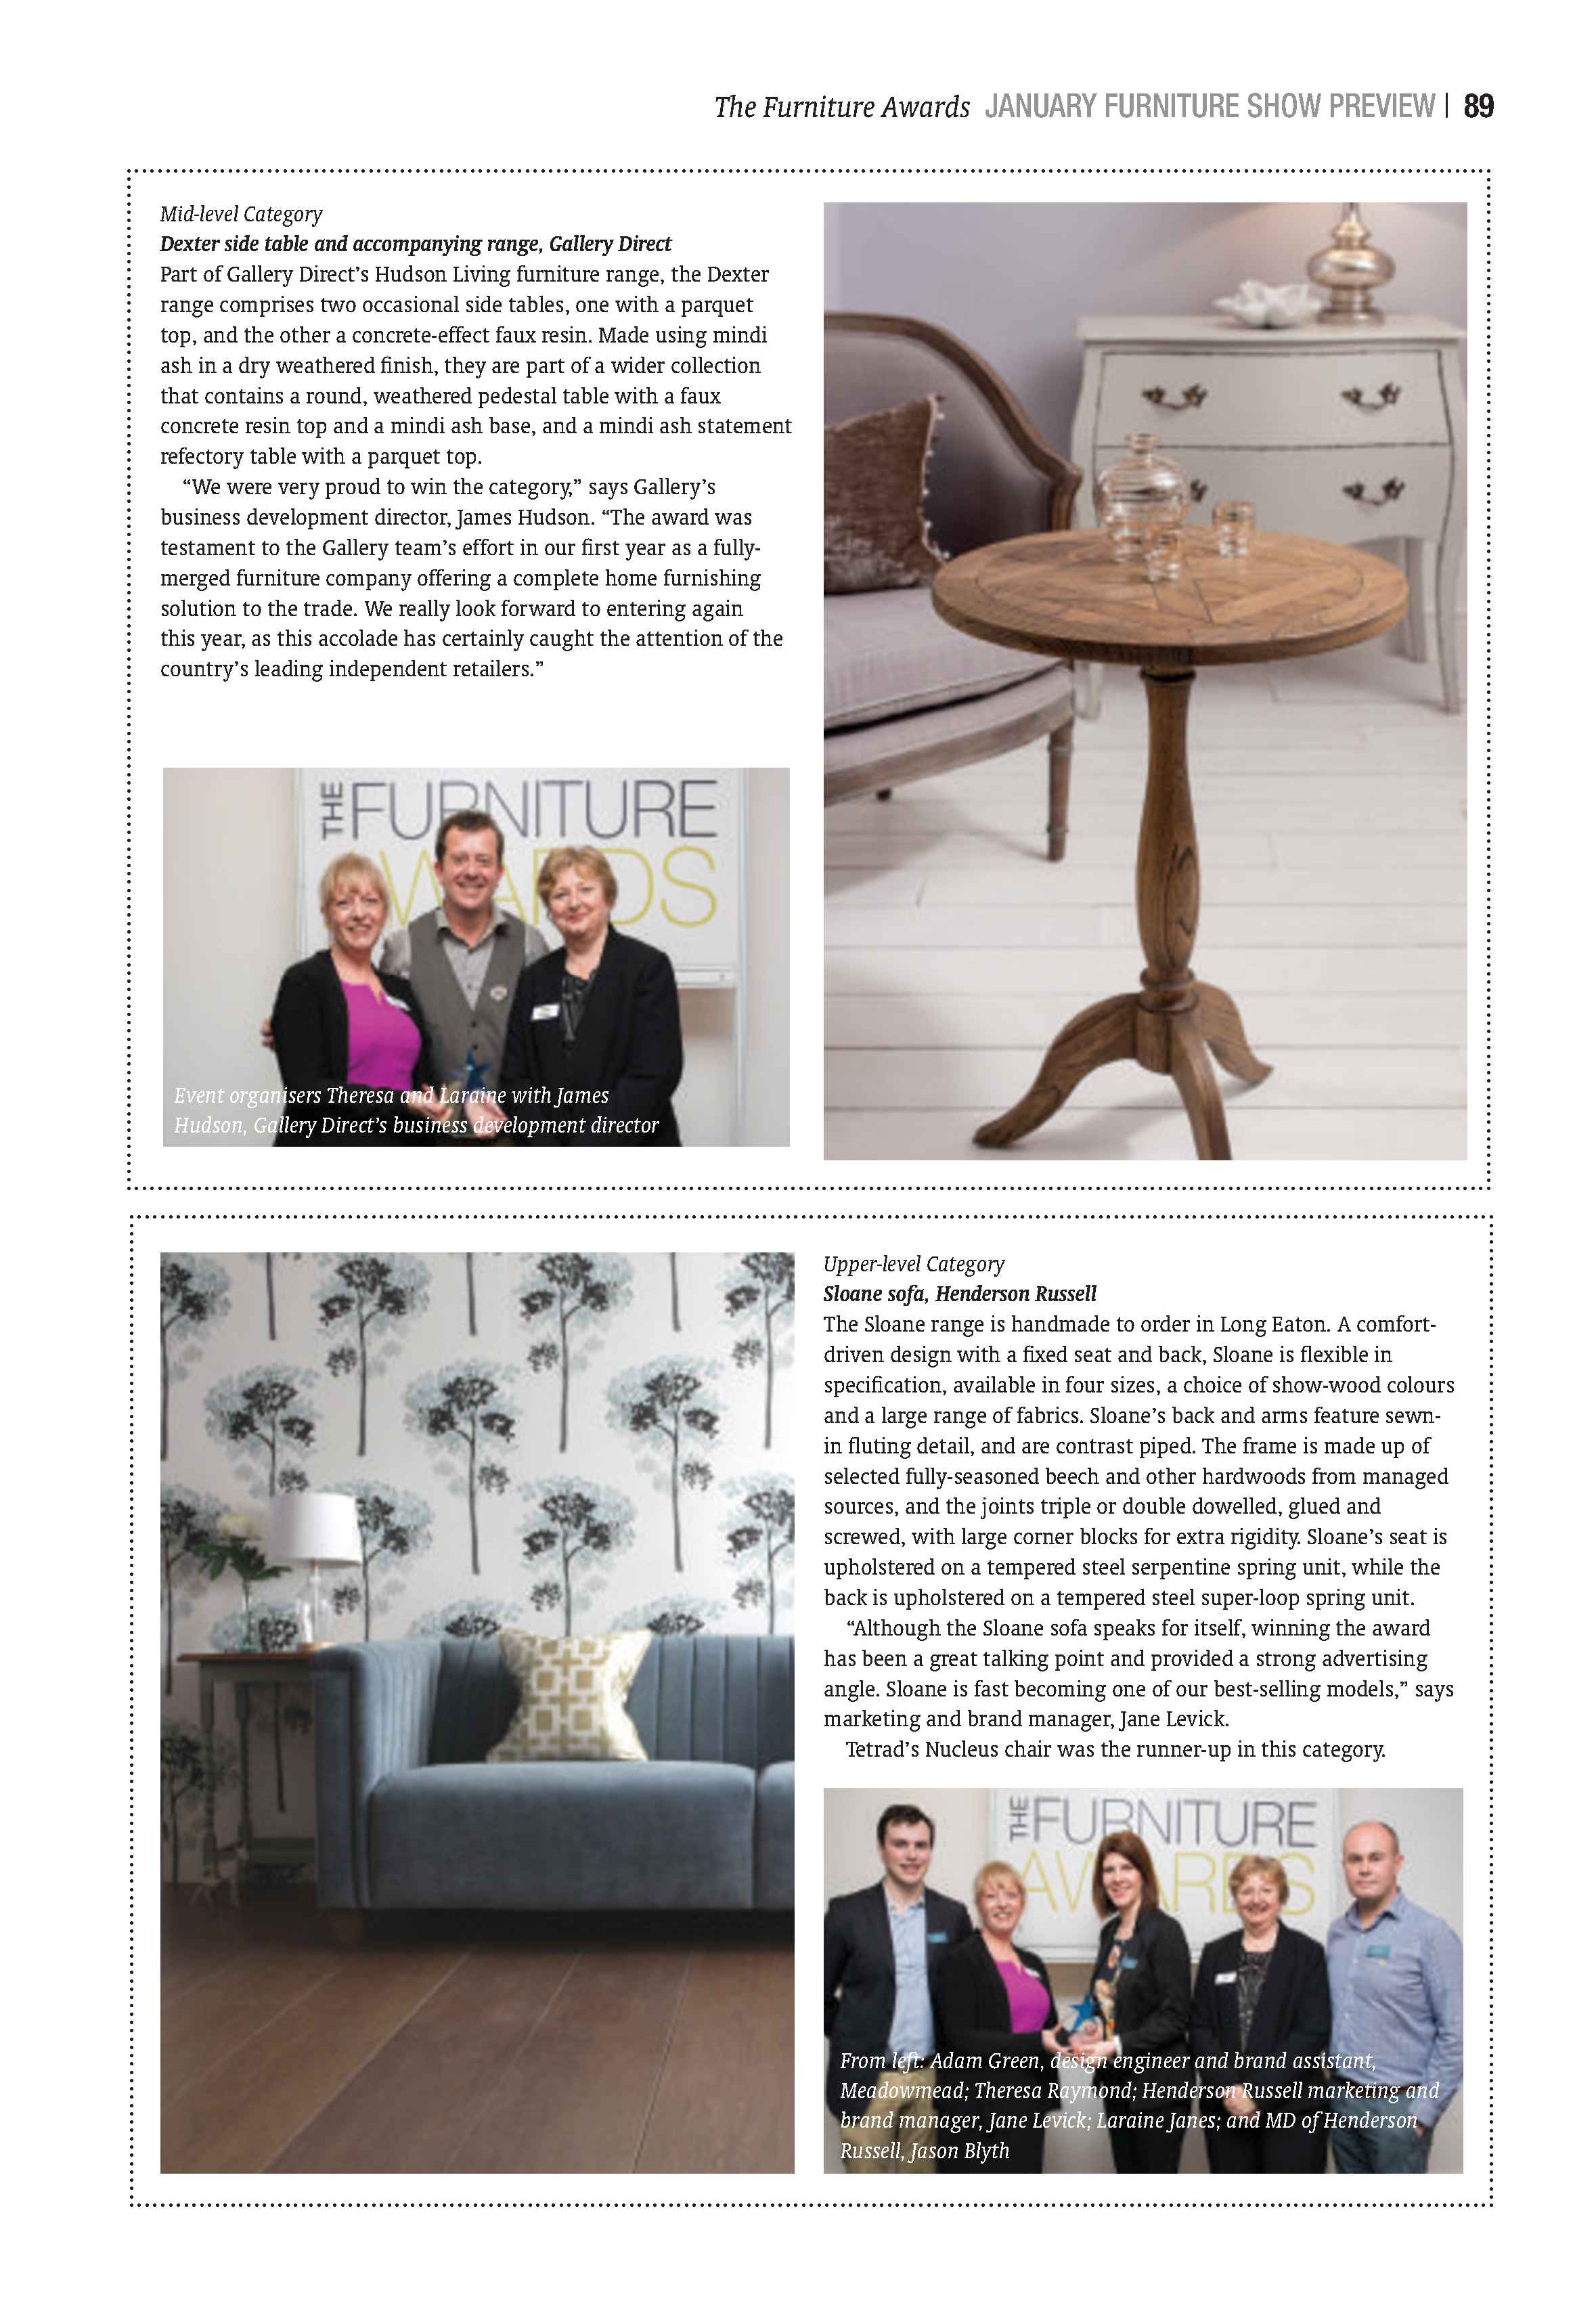 The Furniture Awards JANUARY FURNITURE SHOW PREVIEW | 89
Mid-level Category
Dexter side table and accompanying range, Gallery Direct
Part of Gallery Direct’s Hudson Living furniture range, the Dexter
range comprises two occasional side tables, one with a parquet
top, and the other a concrete-effect faux resin. Made using mindi
ash in a dry weathered finish, they are part of a wider collection
that contains a round, weathered pedestal table with a faux
concrete resin top and a mindi ash base, and a mindi ash statement
refectory table with a parquet top.
“We were very proud to win the category,” says Gallery’s
business development director, James Hudson. “The award was
testament to the Gallery team’s effort in our first year as a fully-
merged furniture company offering a complete home furnishing
solution to the trade. We really look forward to entering again
this year, as this accolade has certainly caught the attention of the
country’s leading independent retailers.”
THE FURNITURE
AWARDS
Event organisers Theresa and Laraine with James
Hudson, Gallery Direct’s business development director
Upper-level Category
Sloane sofa, Henderson Russell
The Sloane range is handmade to order in Long Eaton. A comfort-
driven design with a fixed seat and back, Sloane is flexible in
specification, available in four sizes, a choice of show-wood colours
and a large range of fabrics. Sloane’s back and arms feature sewn-
in fluting detail, and are contrast piped. The frame is made up of
selected fully-seasoned beech and other hardwoods from managed
sources, and the joints triple or double dowelled, glued and
screwed, with large corner blocks for extra rigidity. Sloane’s seat is
upholstered on a tempered steel serpentine spring unit, while the
back is upholstered on a tempered steel super-loop spring unit.
“Although the Sloane sofa speaks for itself, winning the award
has been a great talking point and provided a strong advertising
angle. Sloane is fast becoming one of our best-selling models,” says
marketing and brand manager, Jane Levick.
Tetrad’s Nucleus chair was the runner-up in this category.
THE FURNITURE
AWARDS
From left: Adam Green, design engineer and brand assistant,
Meadowmead; Theresa Raymond; Henderson Russell marketing and
brand manager, Jane Levick; Laraine Janes; and MD of Henderson
Russell, Jason Blyth